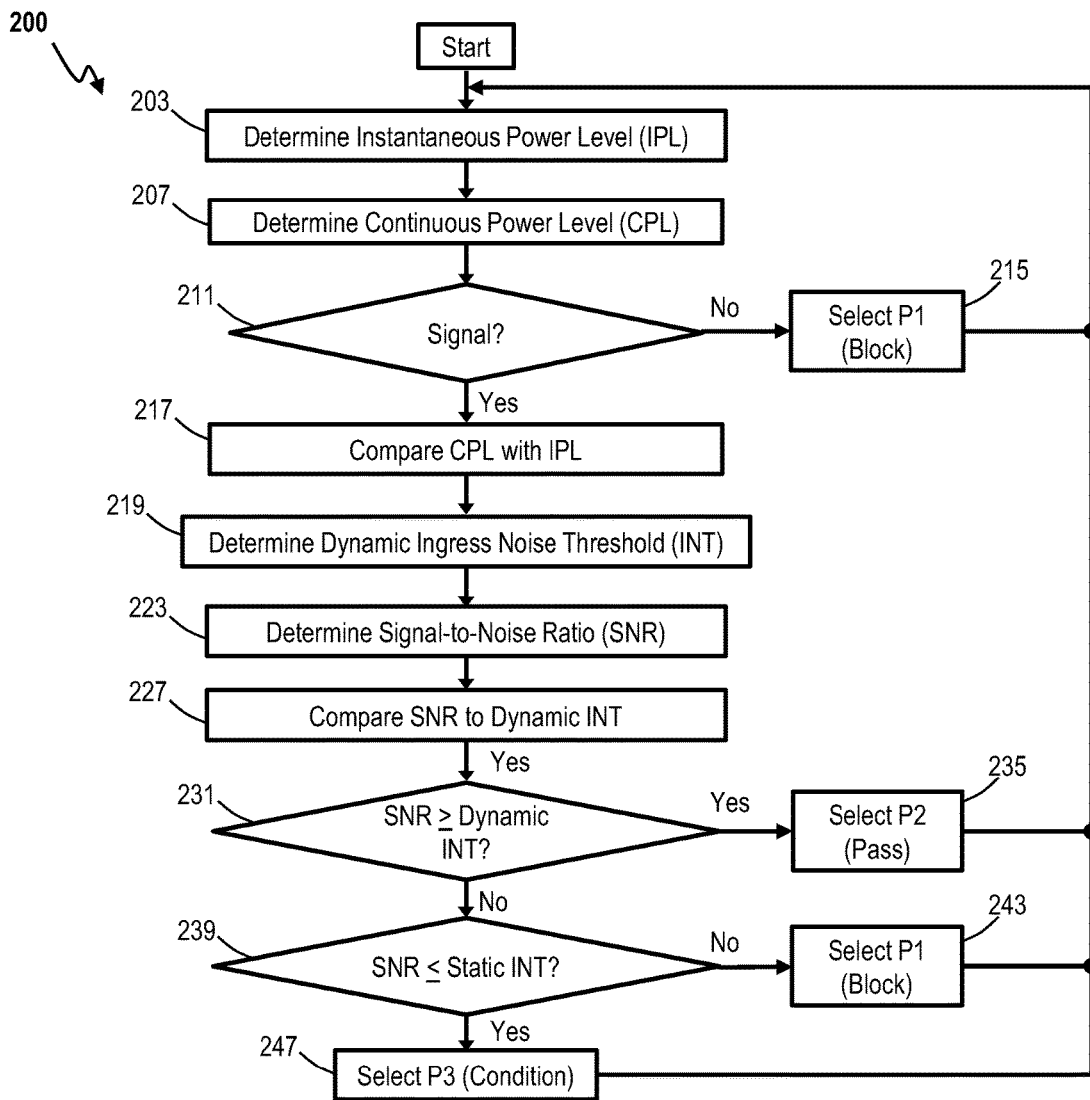 200
Start
203
Determine Instantaneous Power Level (IPL)
207
Determine Continuous Power Level (CPL)
211
Signal?
No
215
Select P1
(Block)
Yes
217
Compare CPL with IPL
219
Determine Dynamic Ingress Noise Threshold (INT)
223
Determine Signal-to-Noise Ratio (SNR)
227
Compare SNR to Dynamic INT
Yes
231
SNR ≥ Dynamic
INT?
Yes
235
Select P2
(Pass)
No
239
SNR ≤ Static INT?
No
243
Select P1
(Block)
Yes
247
Select P3 (Condition)